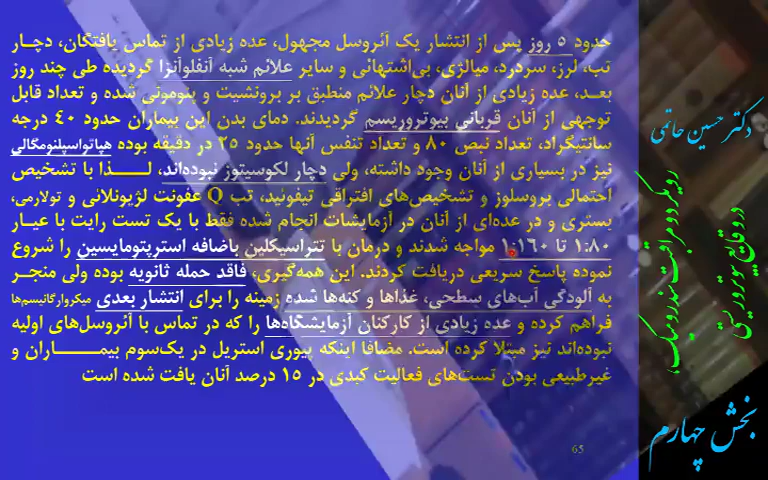 حدود ۵ روز پس از انتشار یک آئروسل مجهول، عده زیادی از تماس یافتگان، دچار
تب، لرز، سردرد، میالژی، بی‌اشتهائی و سایر علائم شبه آنفلوآنزا گردیده طی چند روز
بعد، عده زیادی از آنان دچار علائم منطبق بر برونشیت و پنومونی شده و تعداد قابل
توجهی از آنان قربانی بیوتروریسم گردیدند. دمای بدن این بیماران حدود ۴۰ درجه
سانتیگراد، تعداد نبض ۸۰ و تعداد تنفس آنها حدود ۲۵ در دقیقه بوده هپاتواسپلنومگالی
نیز در بسیاری از آنان وجود داشته، ولی دچار لکوسیتوز نبوده‌اند، لـــذا با تشخیص
احتمالی بروسلوز و تشخیص‌های افتراقی تیفوئید، تب Q عفونت لژیونلائی و تولارمی،
بستری و در عده‌ای از آنان در آزمایشات انجام شده فقط با یک تست رایت با عیـار
۱:۸۰ تا ۱:۱۶۰ مواجه شدند و درمان با تتراسیکلین باضافه استرپتومایسین را شروع
نموده پاسخ سریعی دریافت کردند. این همه‌گیری، فاقد حمله ثانویه بوده ولی منجـر
به آلودگی آب‌های سطحی، غذاها و کنه‌ها شده زمینه را برای انتشار بعدی میکروارگانیسم‌ها
فراهم کرده و عده زیادی از کارکنان آزمایشگاه‌ها را که در تماس با آئروسل‌های اولیه
نبوده‌اند نیز مبتلا کرده است. مضافا اینکه پیوری استریل در یک‌سوم بیمـــــاران و
غیرطبیعی بودن تست‌های فعالیت کبدی در ۱۵ درصد آنان یافت شده است
65
دکتر حسین حاتمی
رویکرد و مراقبت سندرومیک،
در وقایع بیوتروریستی
بخش چهارم